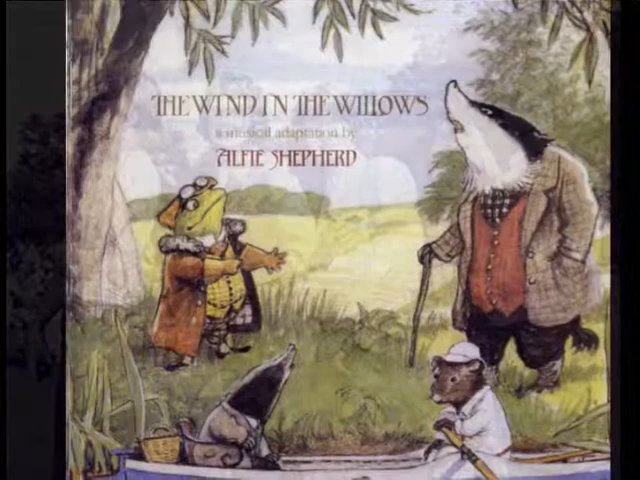 THE WIND IN THE WILLOWS
a musical adaptation by
ALFIE SHEPHERD